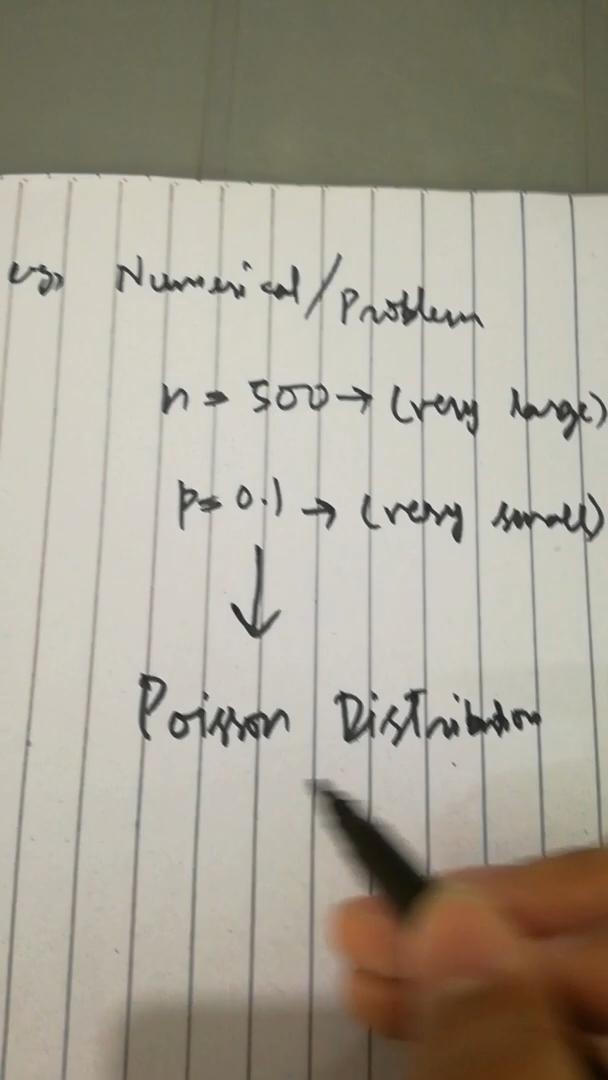 eg, Numerical/Problem
n = 500 → (very large)
p = 0.1 → (very small)
↓
Poisson Distribution